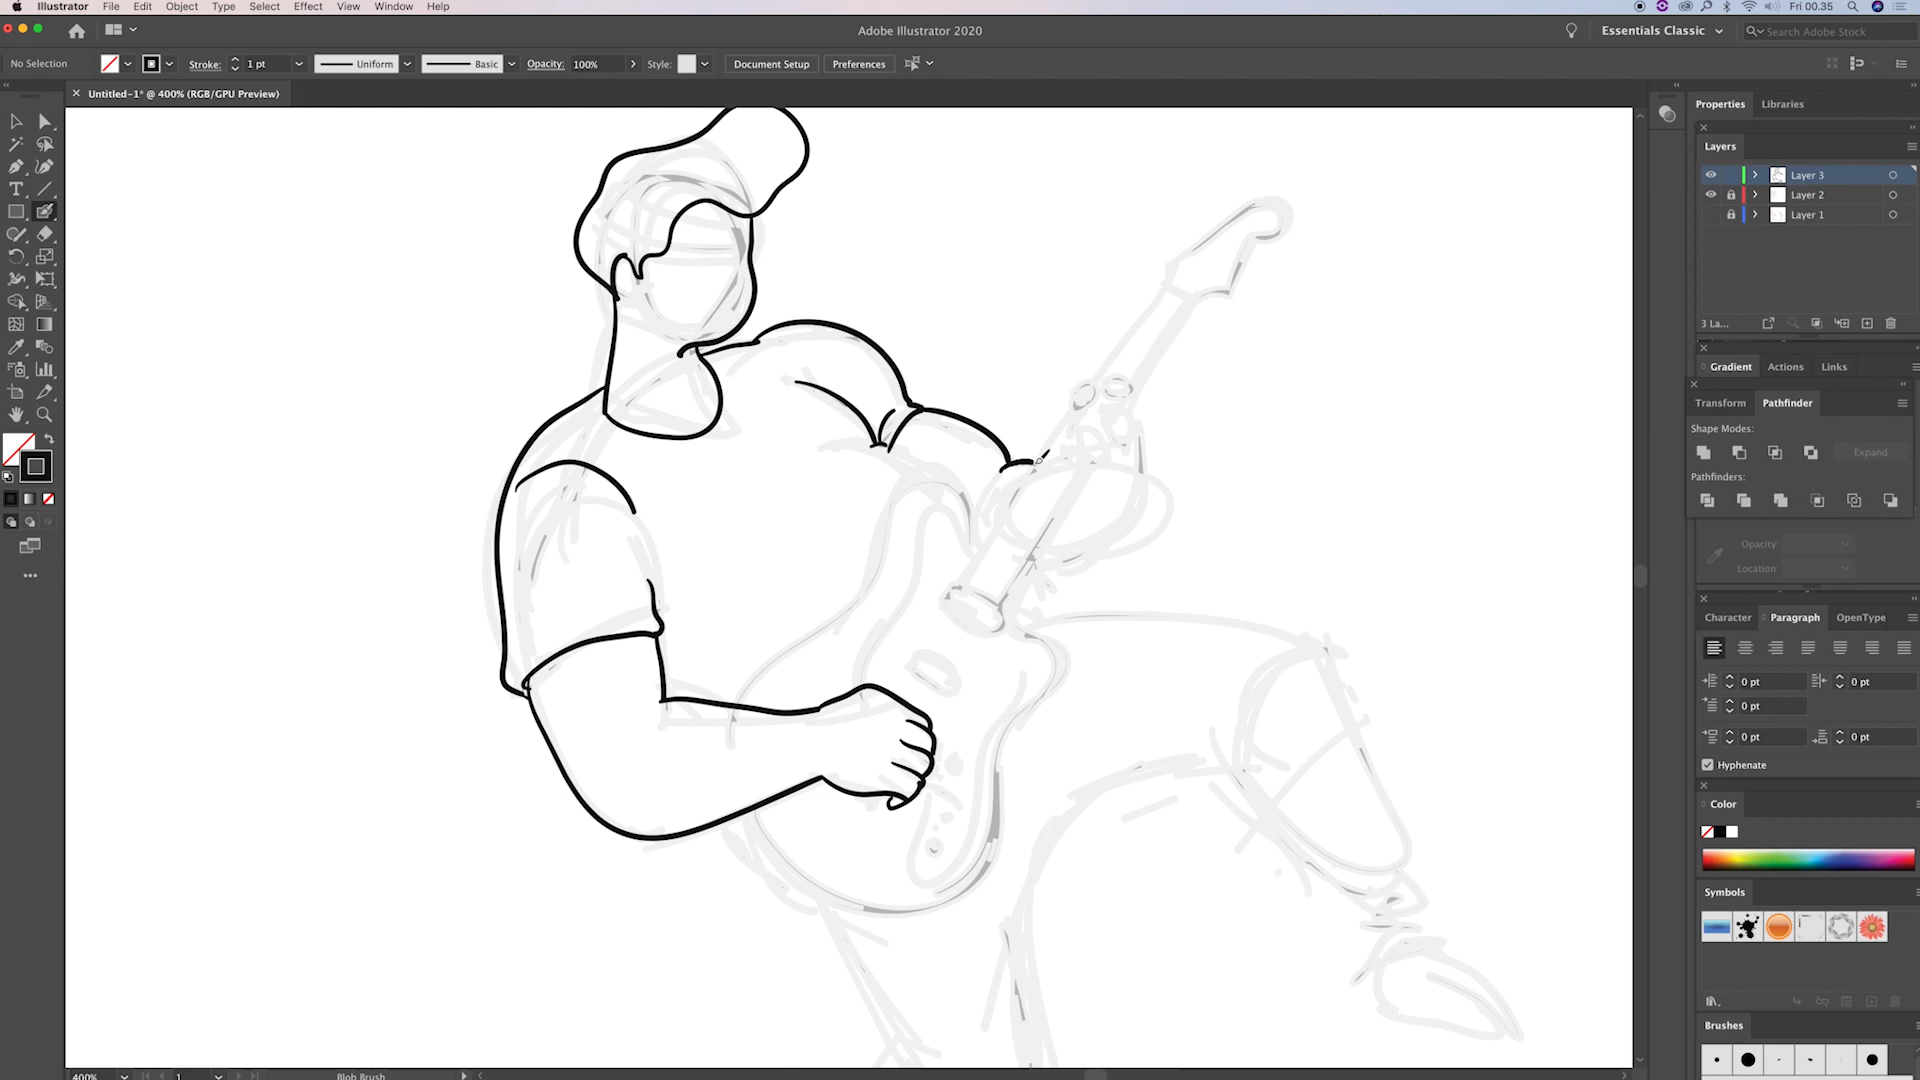 Illustrator File Edit Object Type Select Effect View Window Help Fri 00.35
Adobe Illustrator 2020 Essentials Classic Search Adobe Stock
No Selection Stroke: 1 pt Uniform Basic Opacity: 100% Style: Document Setup Preferences
Untitled-1* @ 400% (RGB/GPU Preview)
Properties Libraries
Layers
Layer 3
Layer 2
Layer 1
3 La...
Gradient Actions Links
Transform Pathfinder
Shape Modes:
Expand
Pathfinders:
Opacity:
Location:
Character Paragraph OpenType
0 pt 0 pt
0 pt
0 pt 0 pt
Hyphenate
Color
Symbols
Brushes
400% 1 Blob Brush